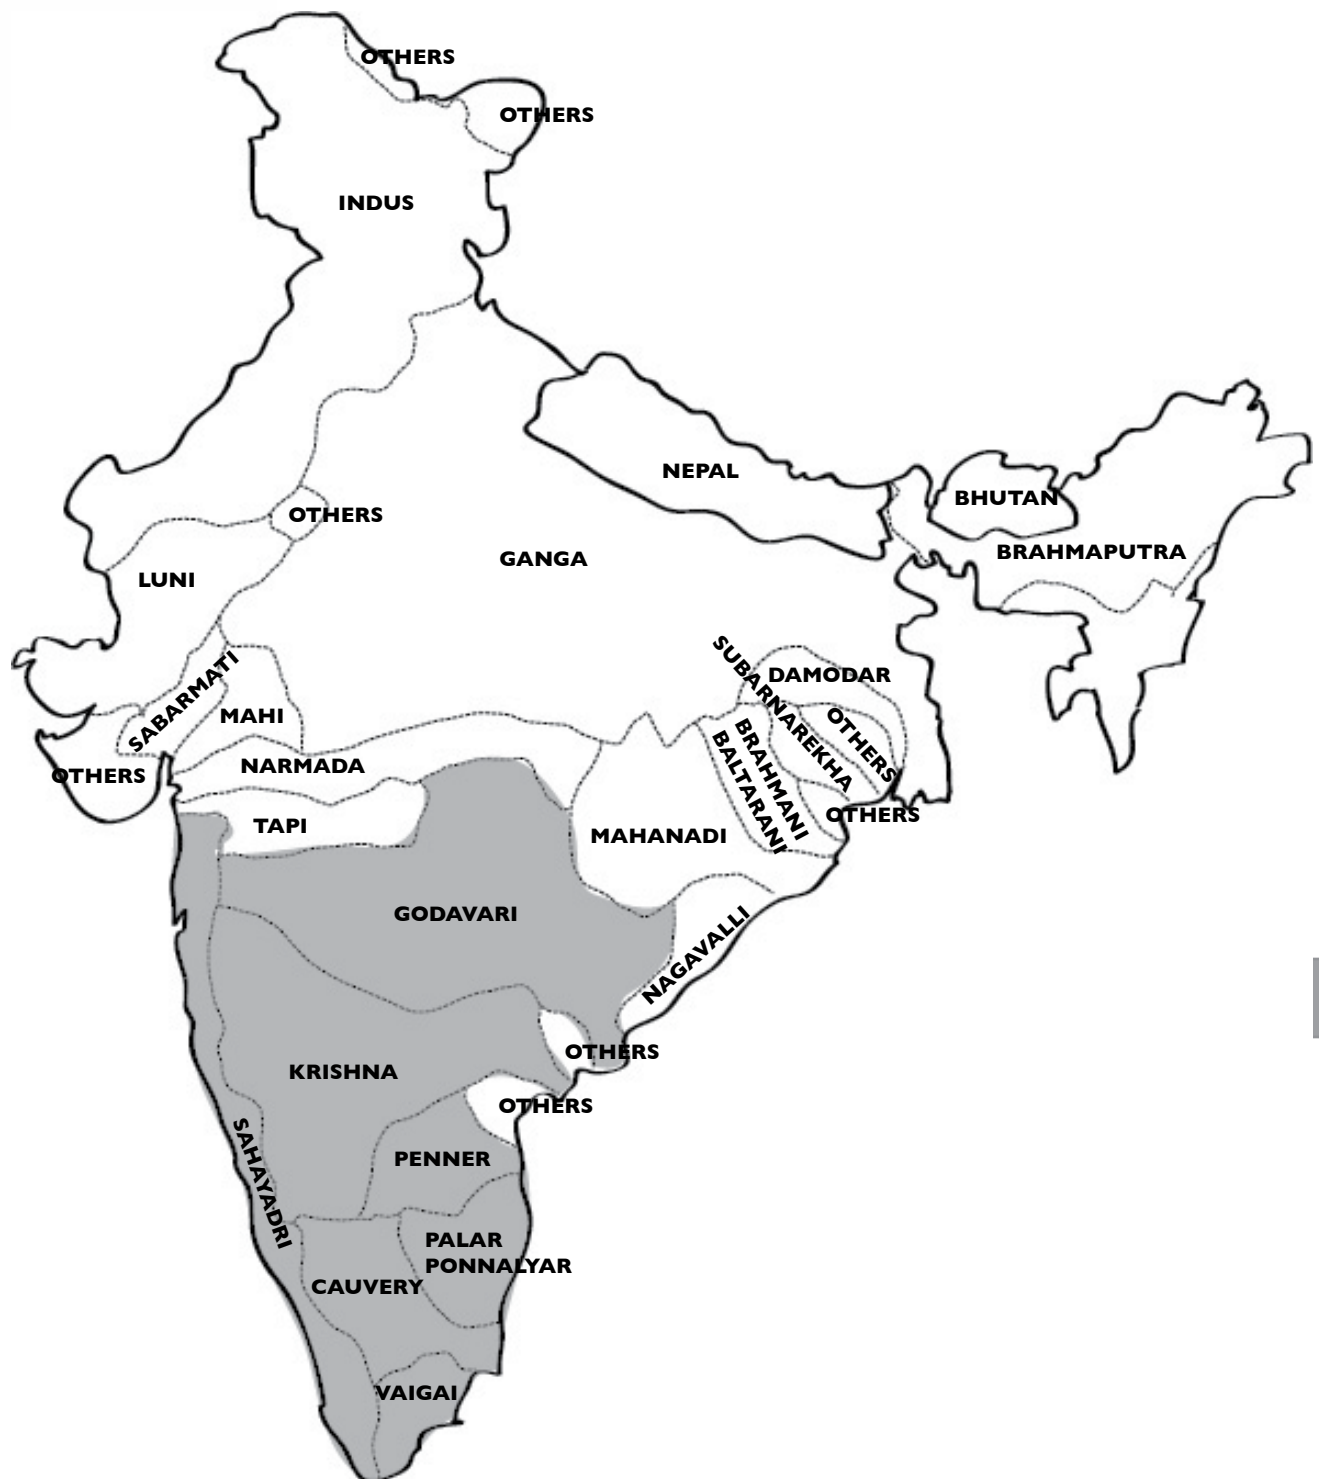 OTHERS
OTHERS
INDUS
NEPAL
BHUTAN
OTHERS
BRAHMAPUTRA
GANGA
LUNI
SUBARNAREKHA
DAMODAR
SABARMATI
MAHI
OTHERS
BRAHMANI
BALTARANI
NARMADA
OTHERS
OTHERS
TAPI
MAHANADI
GODAVARI
NAGAVALLI
OTHERS
KRISHNA
OTHERS
SAHAYADRI
PENNER
PALAR
PONNALYAR
CAUVERY
VAIGAI